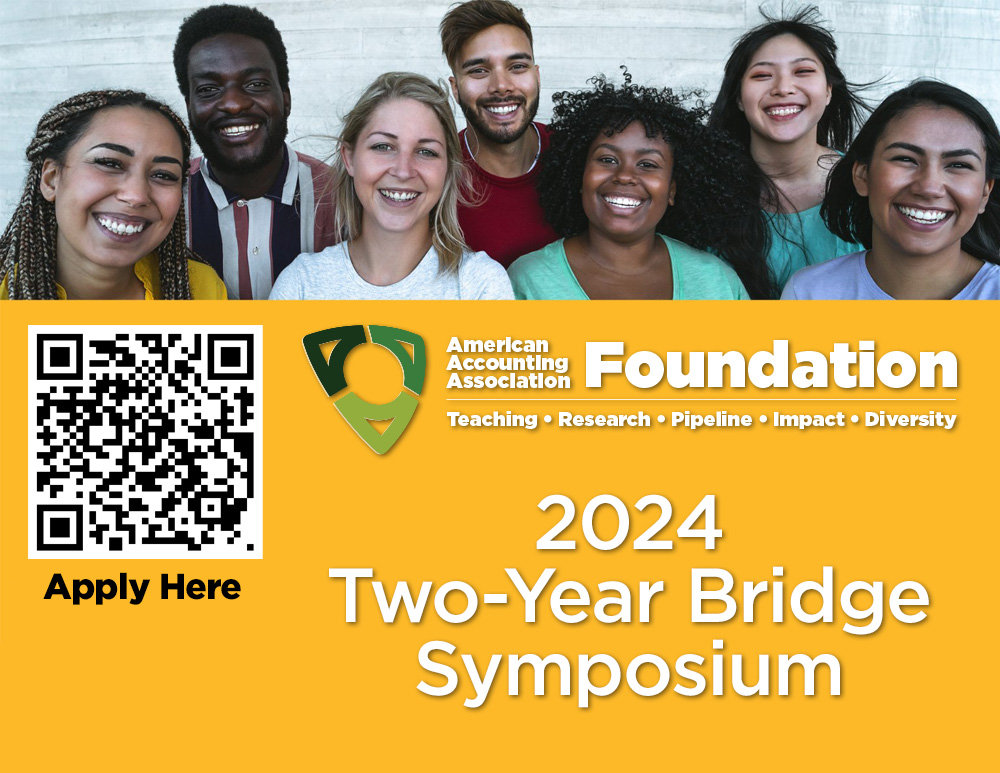 American
Accounting
Association
Foundation
Teaching • Research • Pipeline • Impact • Diversity
Apply Here
2024
Two-Year Bridge
Symposium